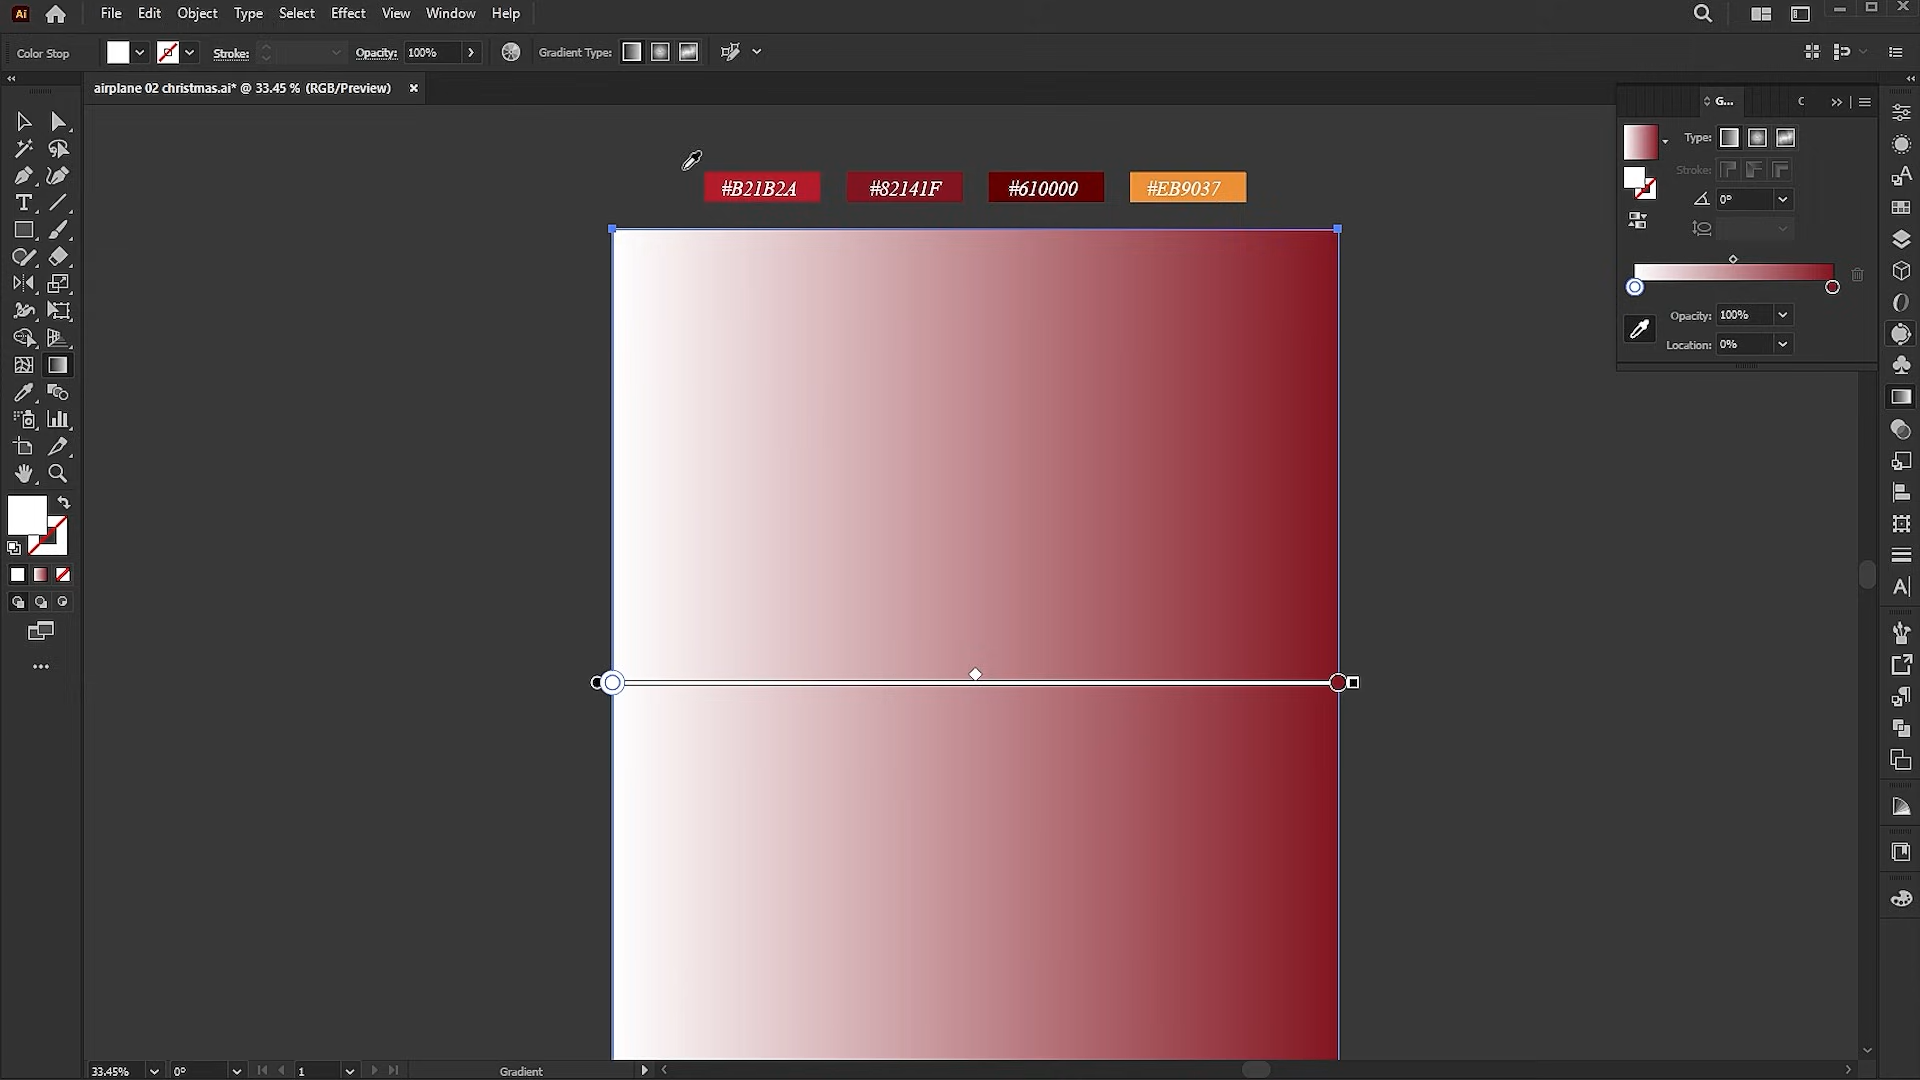 Ai File Edit Object Type Select Effect View Window Help
Color Stop Stroke: Opacity: 100% Gradient Type:
airplane 02 christmas.ai* @ 33.45 % (RGB/Preview) ×
G... C
Type:
Stroke:
0°
Opacity: 100%
Location: 0%
#B21B2A #82141F #610000 #EB9037
33.45% 0° 1 Gradient